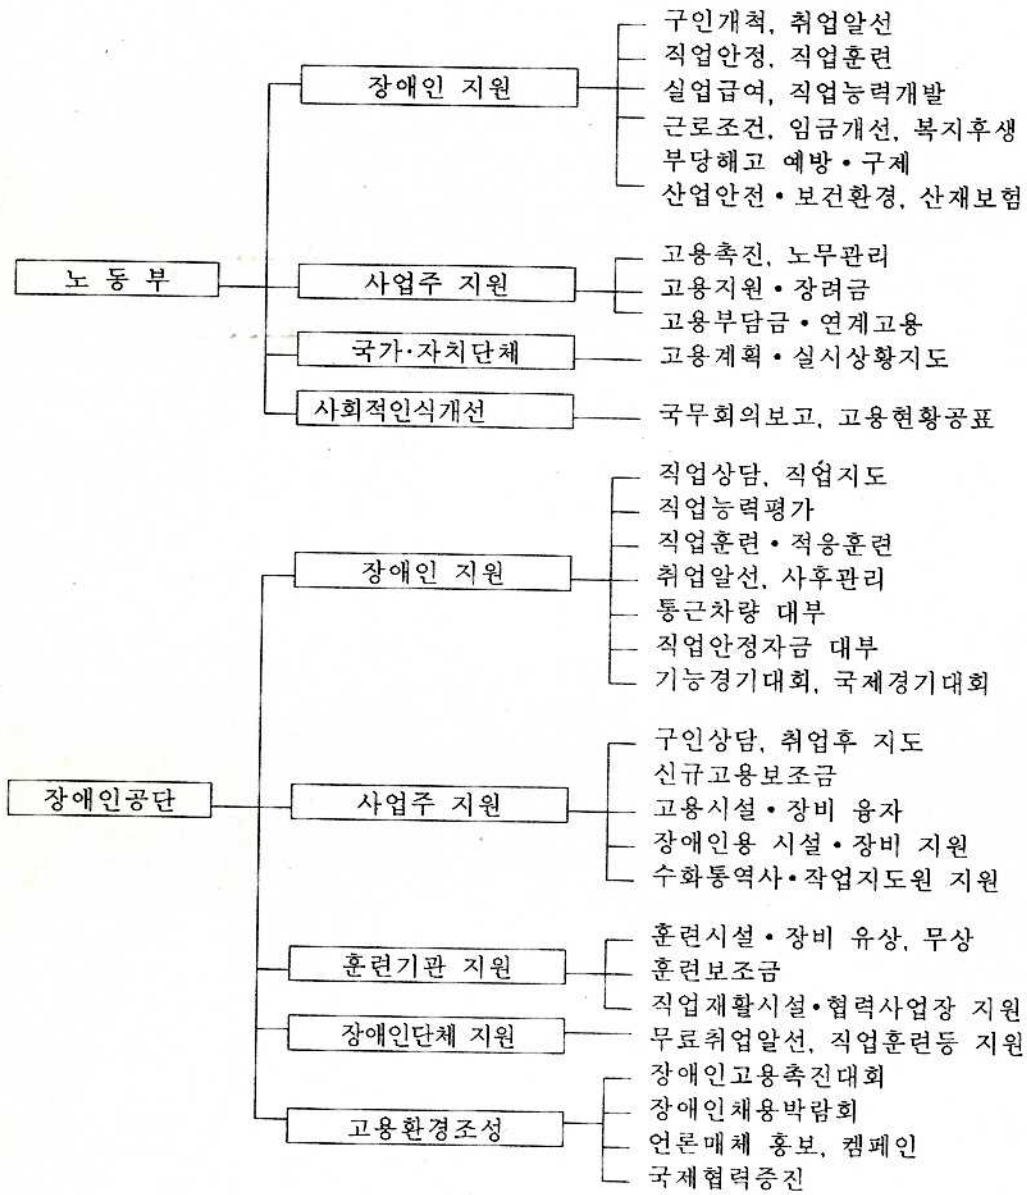 구인개척, 취업알선
직업안정, 직업훈련
장애인 지원
실업급여, 직업능력개발
근로조건, 임금개선, 복지후생
부당해고 예방·구제
산업안전·보건환경, 산재보험
노 동 부
사업주 지원
고용촉진, 노무관리
고용지원·장려금
고용부담금·연계고용
국가·자치단체
고용계획·실시상황지도
사회적인식개선
국무회의보고, 고용현황공표
직업상담, 직업지도
직업능력평가
직업훈련·적응훈련
장애인 지원
취업알선, 사후관리
통근차량 대부
직업안정자금 대부
기능경기대회, 국제경기대회
장애인공단
사업주 지원
구인상담, 취업후 지도
신규고용보조금
고용시설·장비 융자
장애인용 시설·장비 지원
수화통역사·작업지도원 지원
훈련기관 지원
훈련시설·장비 유상, 무상
훈련보조금
직업재활시설·협력사업장 지원
장애인단체 지원
무료취업알선, 직업훈련등 지원
고용환경조성
장애인고용촉진대회
장애인채용박람회
언론매체 홍보, 켐페인
국제협력증진